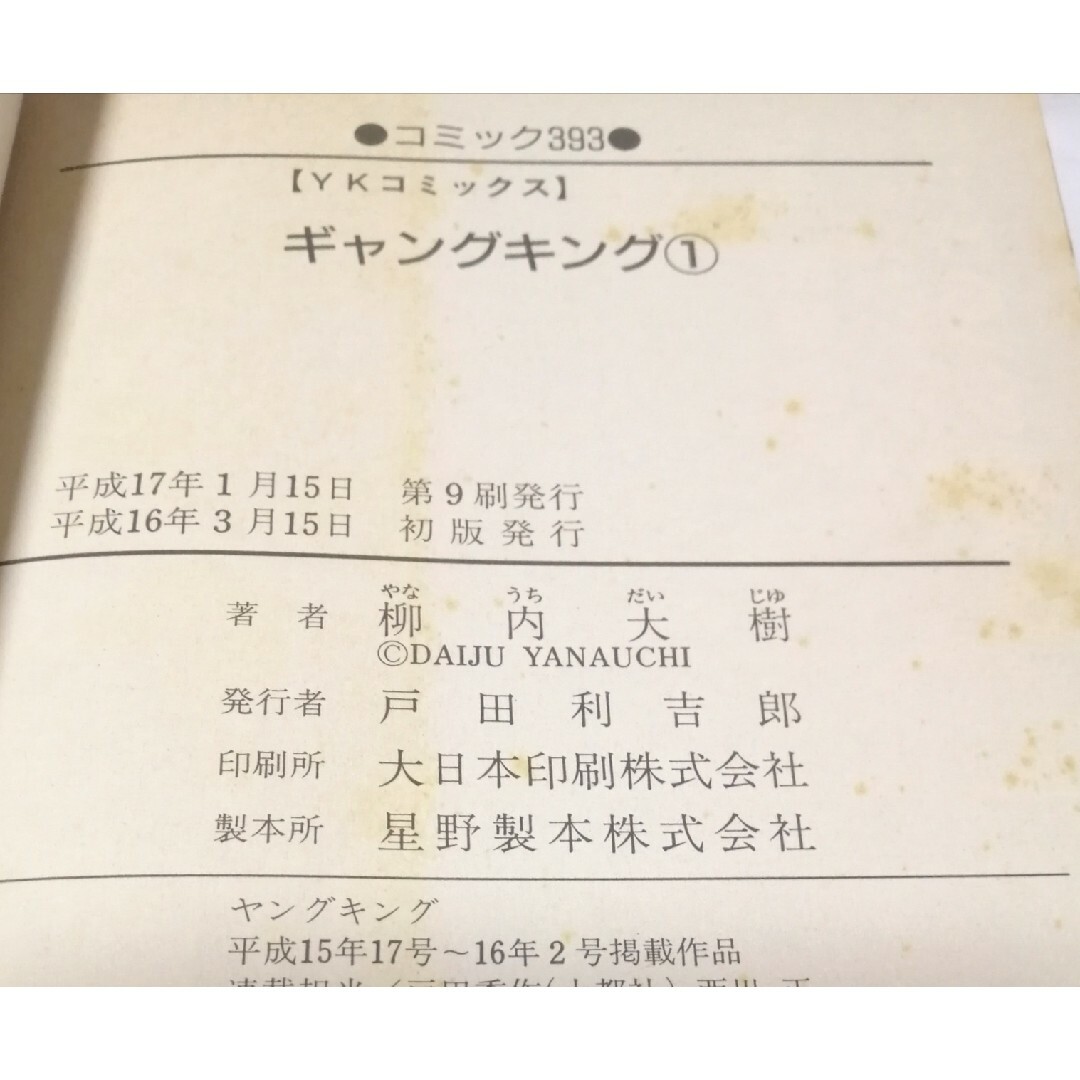 ●コミック393●
【YKコミックス】
ギャングキング①
平成17年1月15日 第9刷発行
平成16年3月15日 初版発行
著者 柳内大樹
やな うち だい じゅ
©DAIJU YANAUCHI
発行者 戸田利吉郎
印刷所 大日本印刷株式会社
製本所 星野製本株式会社
ヤングキング
平成15年17号~16年2号掲載作品